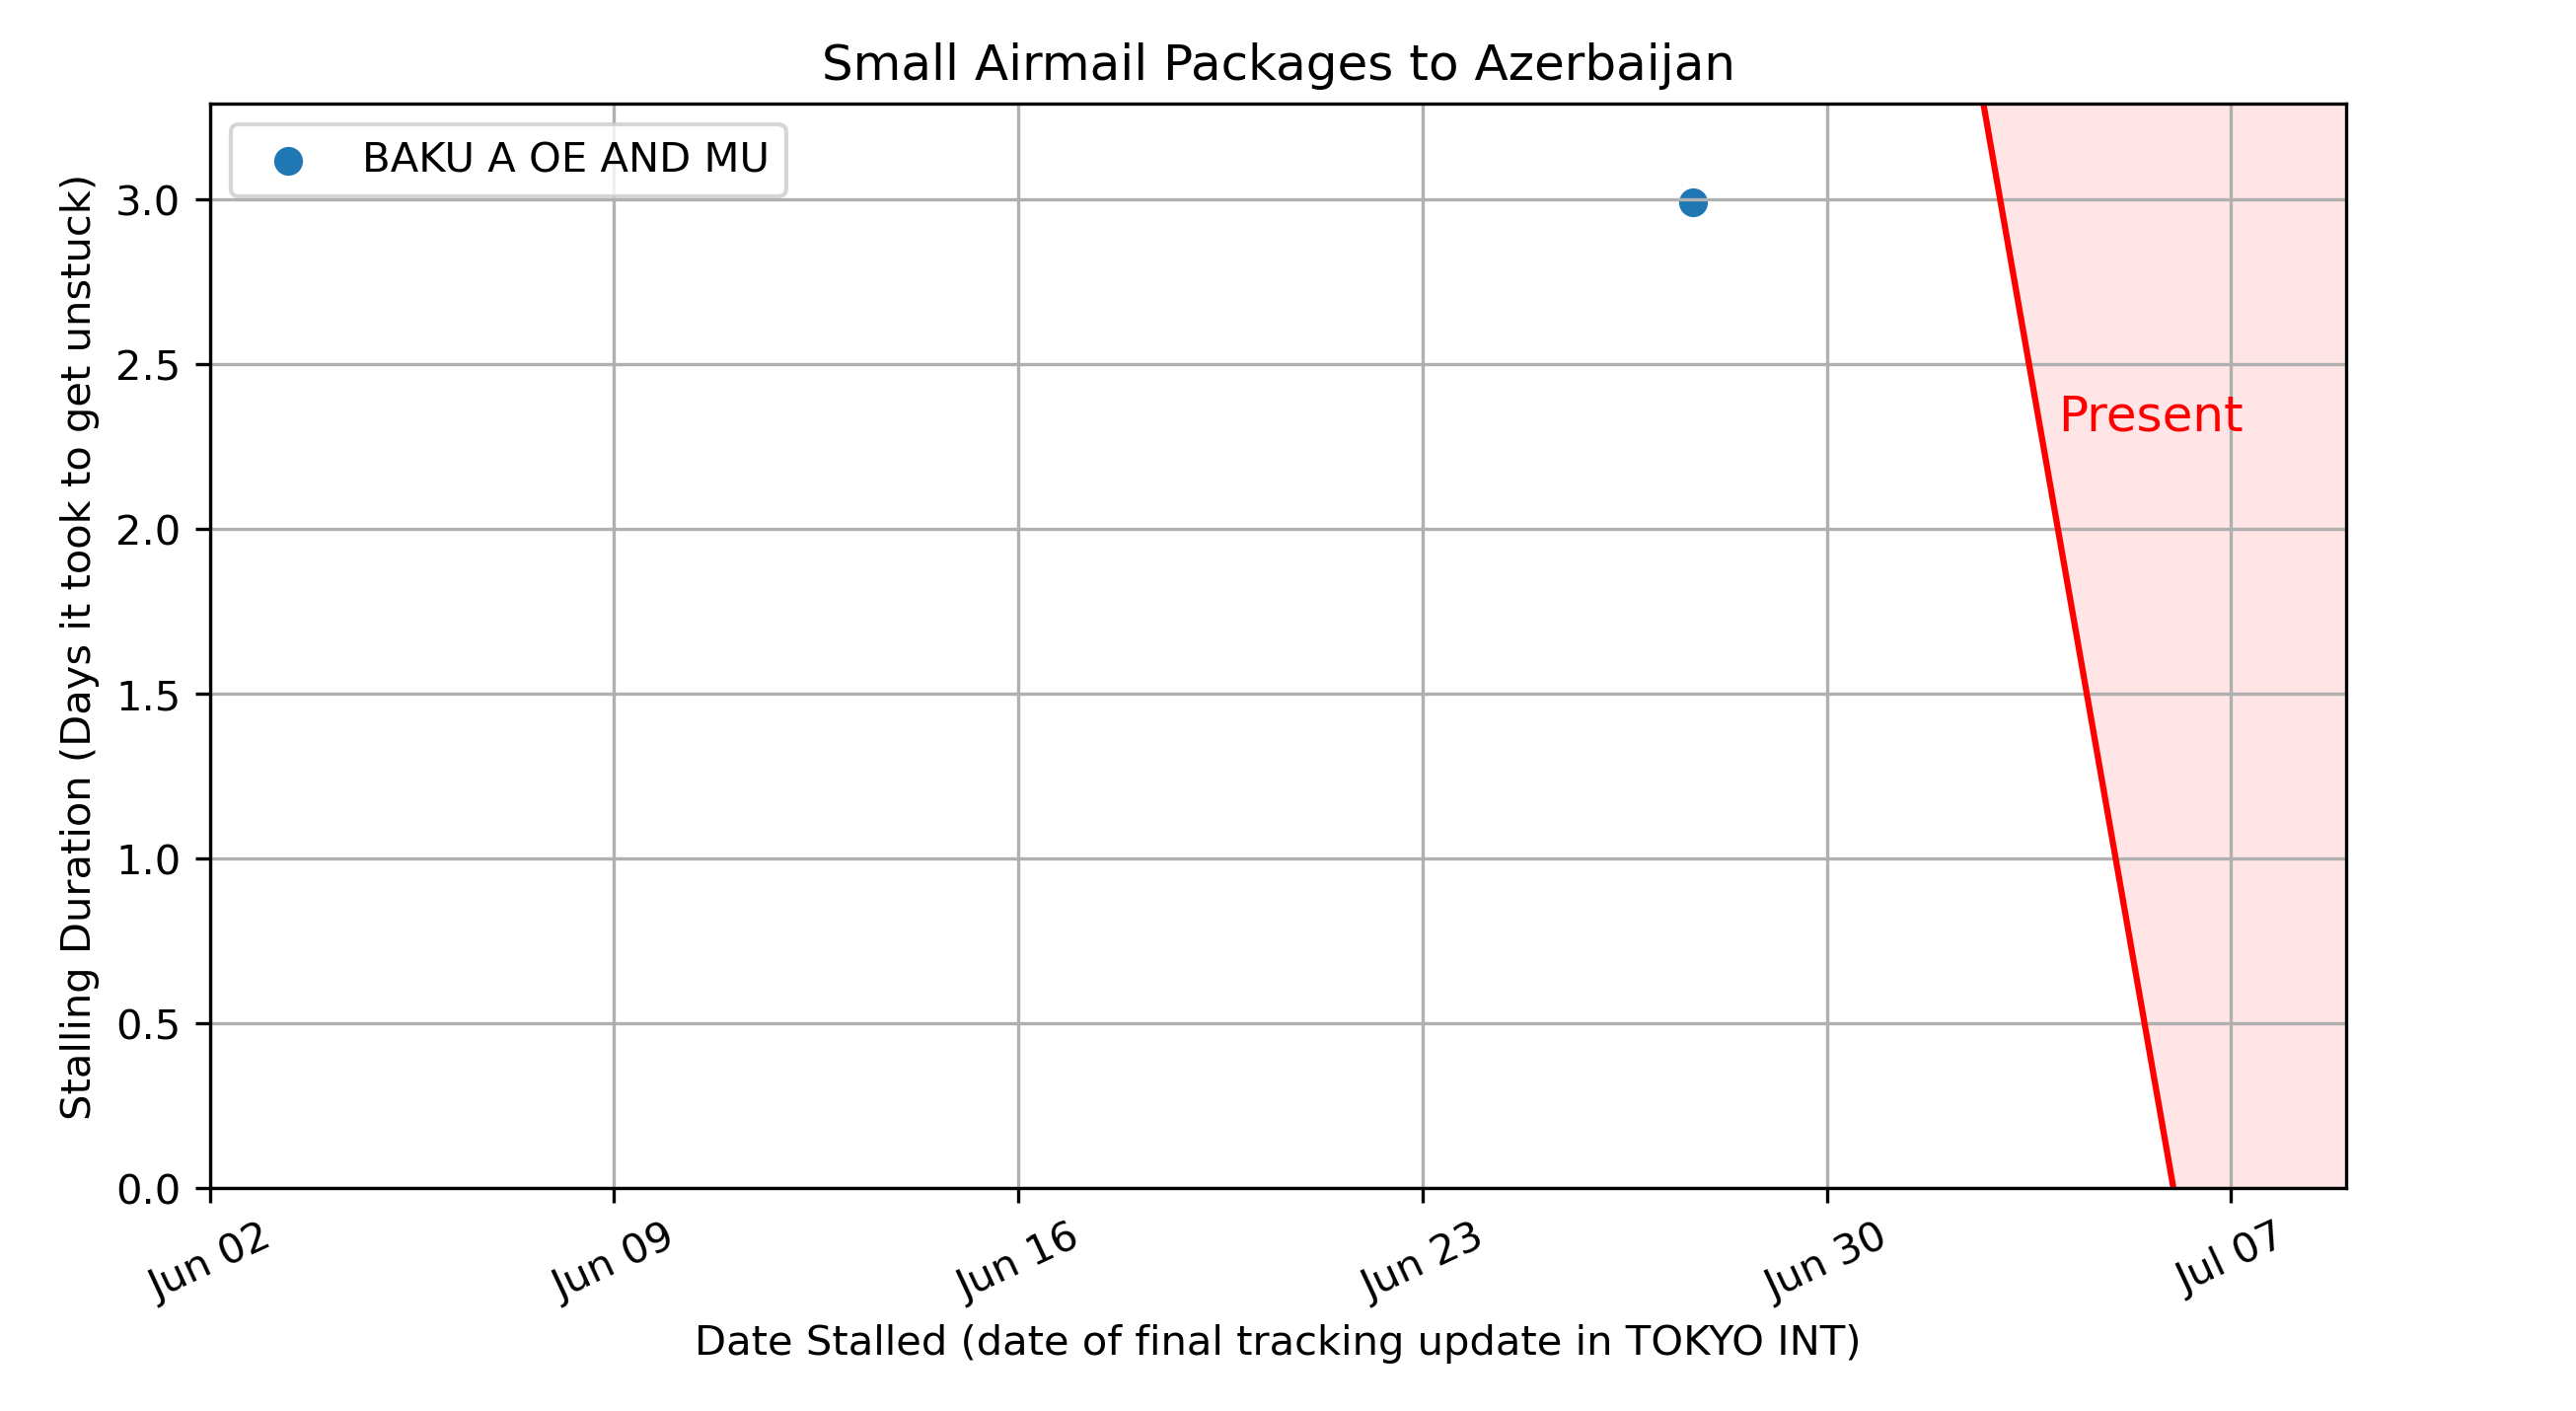 Small Airmail Packages to Azerbaijan
BAKU A OE AND MU
Stalling Duration (Days it took to get unstuck)
3.0
2.5
2.0
1.5
1.0
0.5
0.0
Present
Jun 02
Jun 09
Jun 16
Jun 23
Jun 30
Jul 07
Date Stalled (date of final tracking update in TOKYO INT)